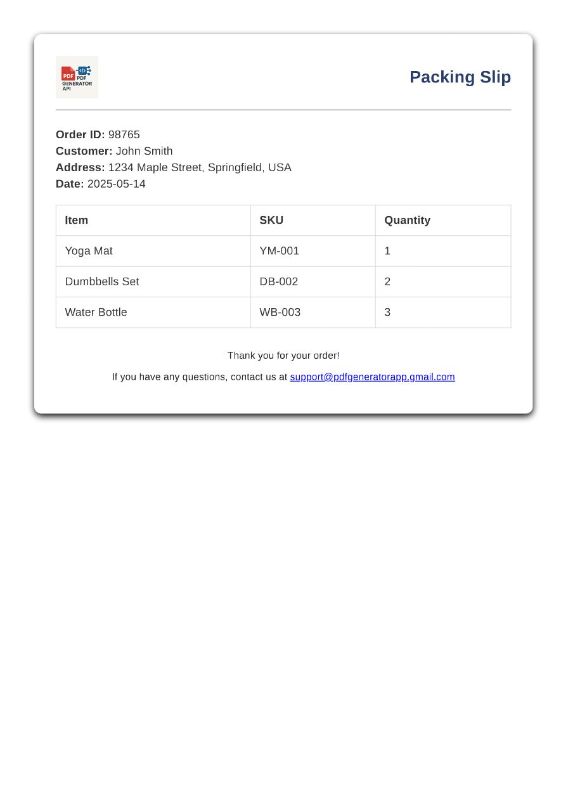 PDF
PDF
GENERATOR
API
Packing Slip
Order ID: 98765
Customer: John Smith
Address: 1234 Maple Street, Springfield, USA
Date: 2025-05-14
Item SKU Quantity
Yoga Mat YM-001 1
Dumbbells Set DB-002 2
Water Bottle WB-003 3
Thank you for your order!
If you have any questions, contact us at support@pdfgeneratorapp.gmail.com